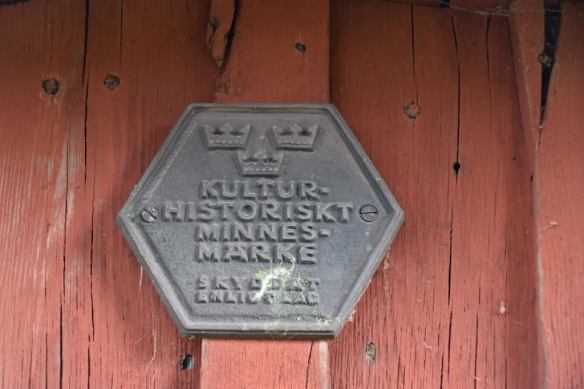 KULTUR-
HISTORISKT
MINNES-
MÄRKE
SKYDDAT
ENLIGT LAG